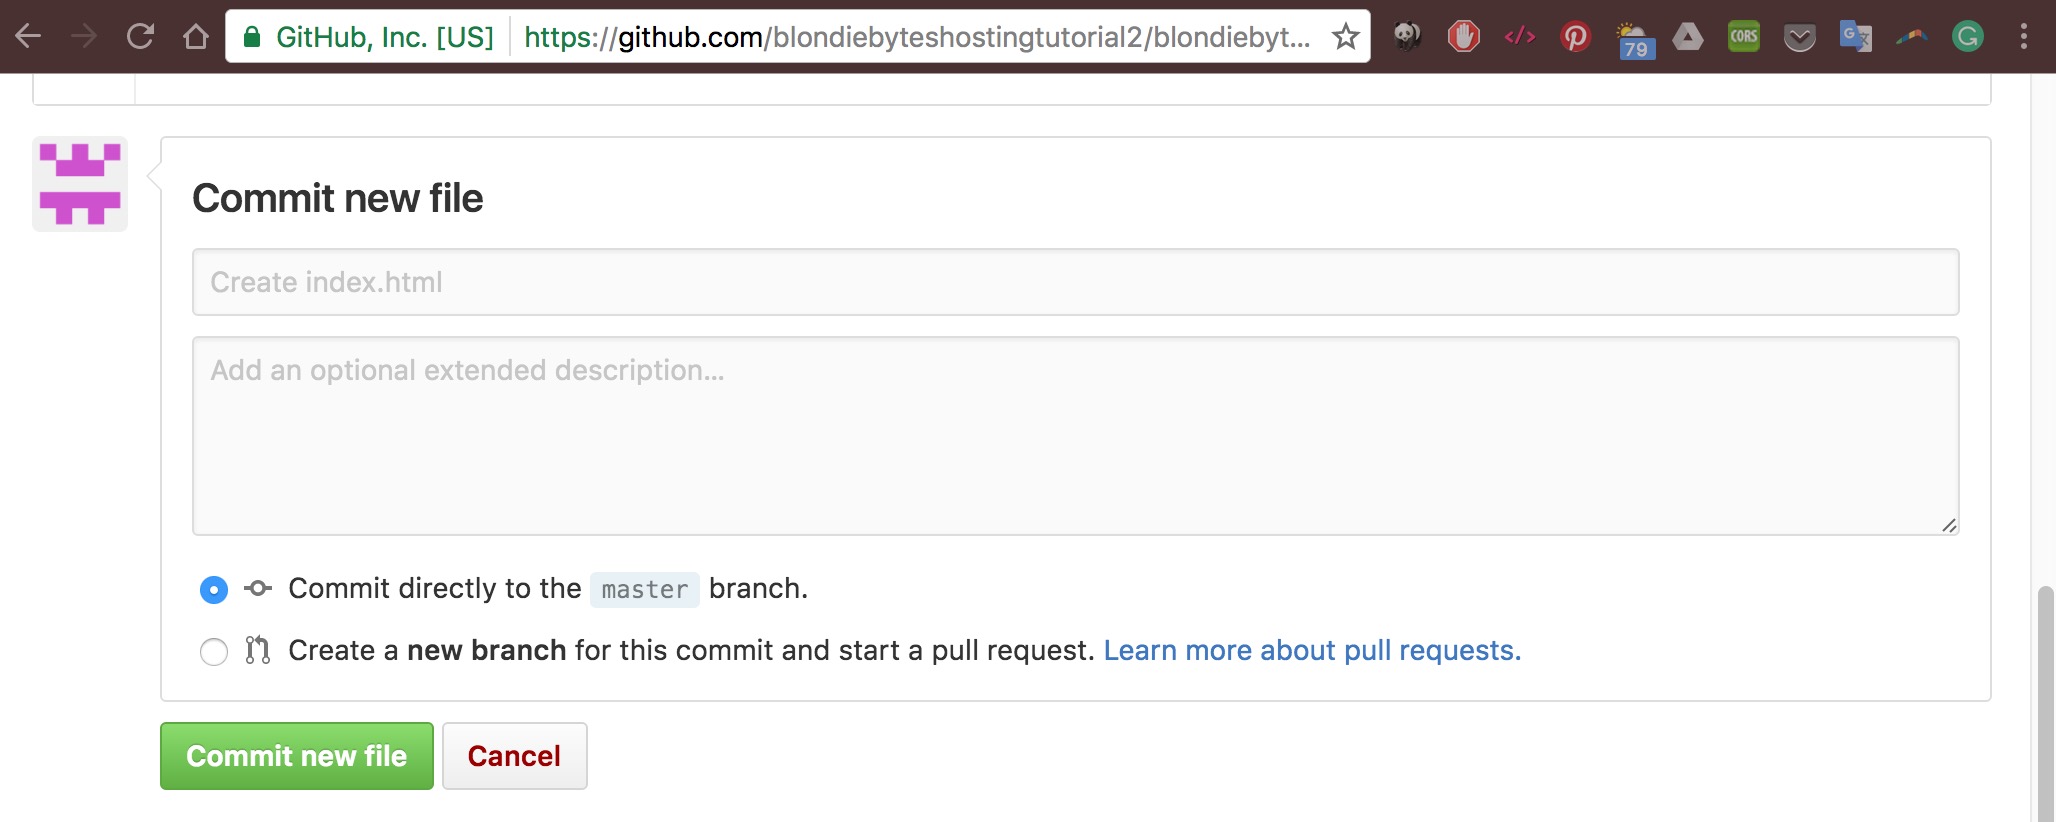 GitHub, Inc. [US] https://github.com/blondiebyteshostingtutorial2/blondiebyt...
</>
79
CORS
G
G
Commit new file
Create index.html
Add an optional extended description...
Commit directly to the master branch.
Create a new branch for this commit and start a pull request. Learn more about pull requests.
Commit new file Cancel